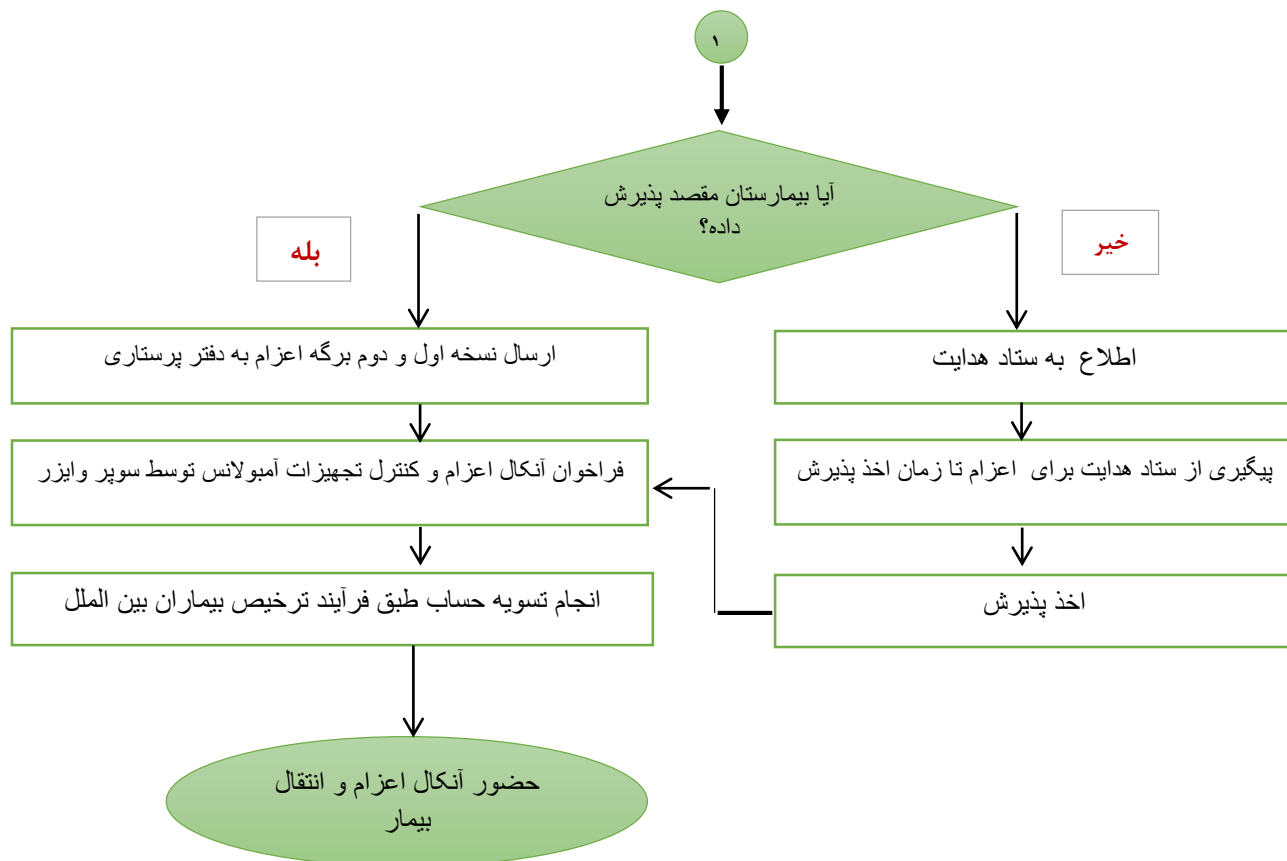 ۱
آیا بیمارستان مقصد پذیرش
داده؟
خیر
بله
اطلاع به ستاد هدایت
ارسال نسخه اول و دوم برگه اعزام به دفتر پرستاری
پیگیری از ستاد هدایت برای اعزام تا زمان اخذ پذیرش
فراخوان آنکال اعزام و کنترل تجهیزات آمبولانس توسط سوپر وایزر
اخذ پذیرش
انجام تسویه حساب طبق فرآیند ترخیص بیماران بین الملل
حضور آنکال اعزام و انتقال
بیمار